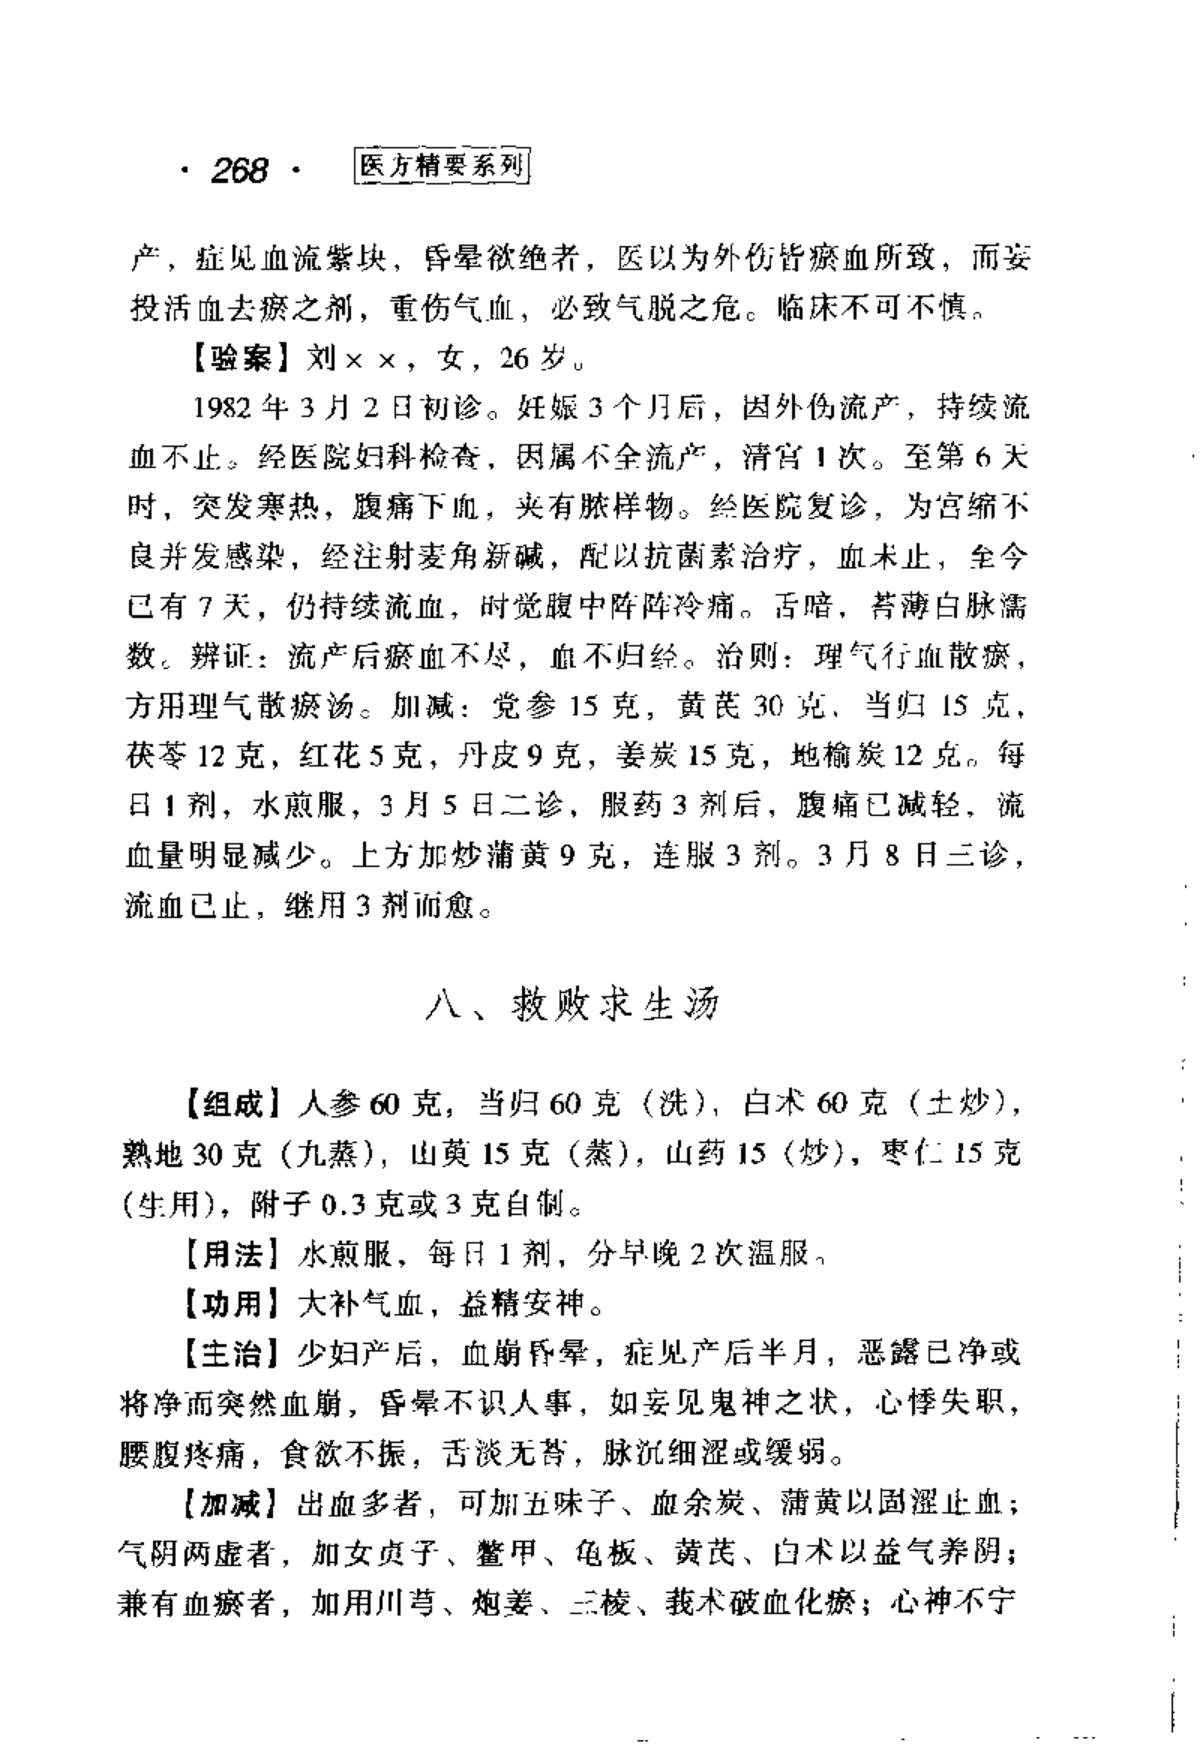 · 268 · 医方精要系列
产，症见血流紫块，昏晕欲绝者，医以为外伤皆瘀血所致，而妄
投活血去瘀之剂，重伤气血，必致气脱之危。临床不可不慎。
【验案】刘××，女，26岁。
1982年3月2日初诊。妊娠3个月后，因外伤流产，持续流
血不止。经医院妇科检查，因属不全流产，清宫1次。至第6天
时，突发寒热，腹痛下血，夹有脓样物。经医院复诊，为宫缩不
良并发感染，经注射麦角新碱，配以抗菌素治疗，血未止，至今
已有7天，仍持续流血，时觉腹中阵阵冷痛。舌暗，苔薄白脉濡
数。辨证：流产后瘀血不尽，血不归经。治则：理气行血散瘀，
方用理气散瘀汤。加减：党参15克，黄芪30克，当归15克，
茯苓12克，红花5克，丹皮9克，姜炭15克，地榆炭12克。每
日1剂，水煎服，3月5日二诊，服药3剂后，腹痛已减轻，流
血量明显减少。上方加炒蒲黄9克，连服3剂。3月8日三诊，
流血已止，继用3剂而愈。
八、救败求生汤
【组成】人参60克，当归60克（洗），白术60克（土炒），
熟地30克（九蒸），山萸15克（蒸），山药15（炒），枣仁15克
（生用），附子0.3克或3克自制。
【用法】水煎服，每日1剂，分早晚2次温服。
【功用】大补气血，益精安神。
【主治】少妇产后，血崩昏晕，症见产后半月，恶露已净或
将净而突然血崩，昏晕不识人事，如妄见鬼神之状，心悸失职，
腰腹疼痛，食欲不振，舌淡无苔，脉沉细涩或缓弱。
【加减】出血多者，可加五味子、血余炭、蒲黄以固涩止血；
气阴两虚者，加女贞子、鳖甲、龟板、黄芪、白术以益气养阴；
兼有血瘀者，加用川芎、炮姜、三棱、莪术破血化瘀；心神不宁